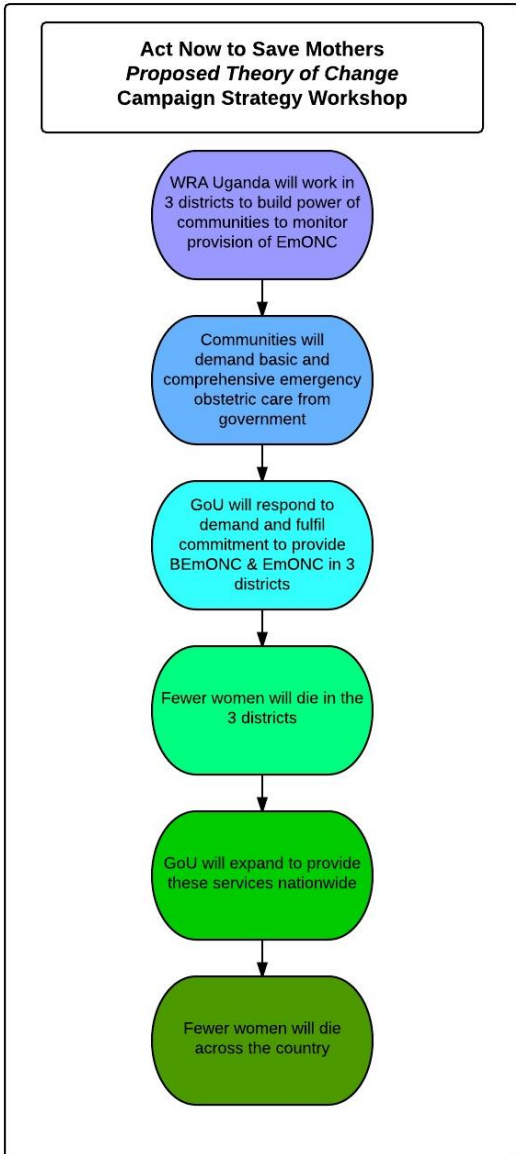 Act Now to Save Mothers
Proposed Theory of Change
Campaign Strategy Workshop
WRA Uganda will work in
3 districts to build power of
communities to monitor
provision of EmONC
Communities will
demand basic and
comprehensive emergency
obstetric care from
government
GoU will respond to
demand and fulfil
commitment to provide
BEmONC & EmONC in 3
districts
Fewer women will die in the
3 districts
GoU will expand to provide
these services nationwide
Fewer women will die
across the country